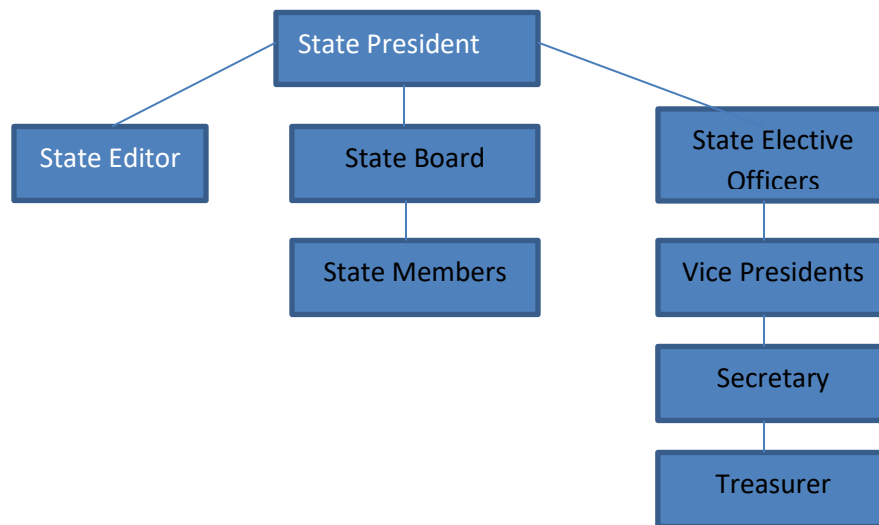 State President
State Editor
State Board
State Elective
Officers
State Members
Vice Presidents
Secretary
Treasurer